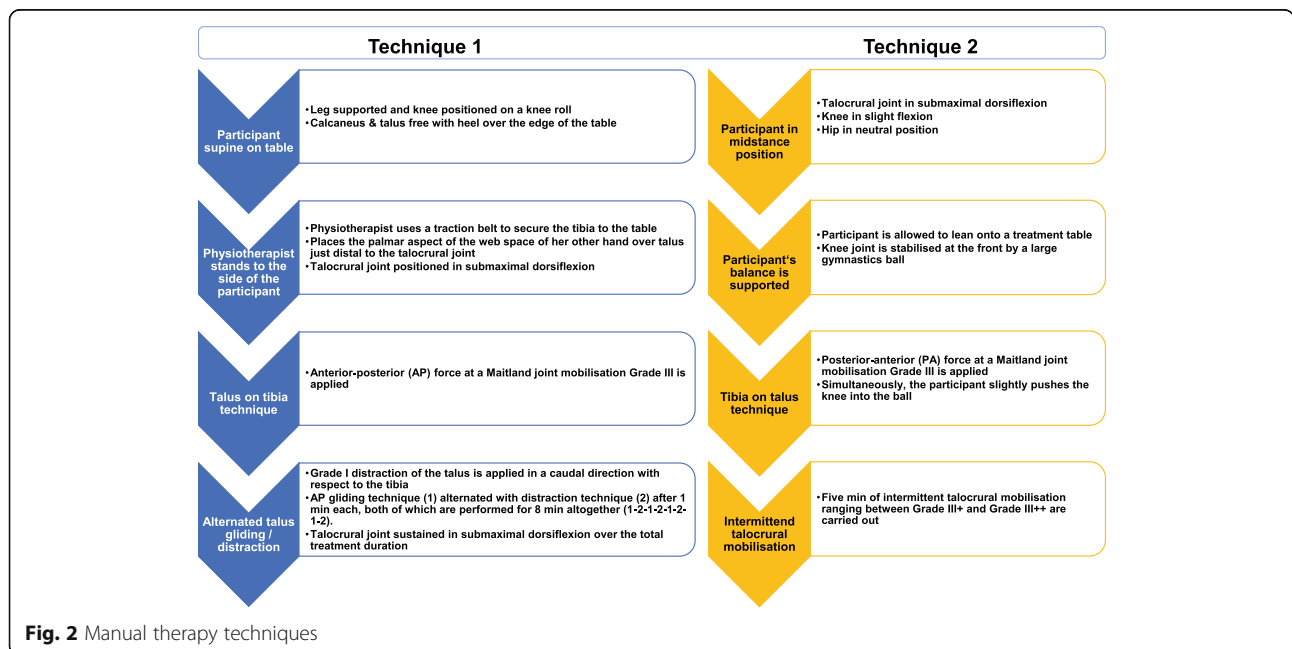 Technique 1
Technique 2
Participant
supine on table
•Leg supported and knee positioned on a knee roll
•Calcaneus & talus free with heel over the edge of the table
Physiotherapist
stands to the
side of the
participant
•Physiotherapist uses a traction belt to secure the tibia to the table
•Places the palmar aspect of the web space of her other hand over talus
just distal to the talocrural joint
•Talocrural joint positioned in submaximal dorsiflexion
Talus on tibia
technique
•Anterior-posterior (AP) force at a Maitland joint mobilisation Grade III is
applied
Alternated talus
gliding /
distraction
•Grade I distraction of the talus is applied in a caudal direction with
respect to the tibia
•AP gliding technique (1) alternated with distraction technique (2) after 1
min each, both of which are performed for 8 min altogether (1-2-1-2-1-2-
1-2).
•Talocrural joint sustained in submaximal dorsiflexion over the total
treatment duration
Participant in
midstance
position
•Talocrural joint in submaximal dorsiflexion
•Knee in slight flexion
•Hip in neutral position
Participant‘s
balance is
supported
•Participant is allowed to lean onto a treatment table
•Knee joint is stabilised at the front by a large
gymnastics ball
Tibia on talus
technique
•Posterior-anterior (PA) force at a Maitland joint
mobilisation Grade III is applied
•Simultaneously, the participant slightly pushes the
knee into the ball
Intermittend
talocrural
mobilisation
•Five min of intermittent talocrural mobilisation
ranging between Grade III+ and Grade III++ are
carried out
Fig. 2 Manual therapy techniques